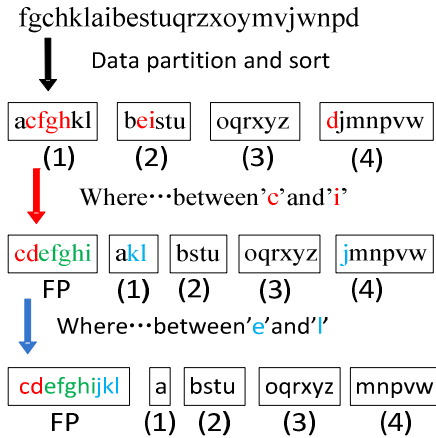 fgchklaibestuqrzxoymvjwnpd
Data partition and sort
acfghkl beistu oqrxyz djmnpvw
(1) (2) (3) (4)
Where···between'c'and'i'
cdefghi akl bstu oqrxyz jmnpvw
FP (1) (2) (3) (4)
Where···between'e'and'l'
cdefghijkl a bstu oqrxyz mnpvw
FP (1) (2) (3) (4)